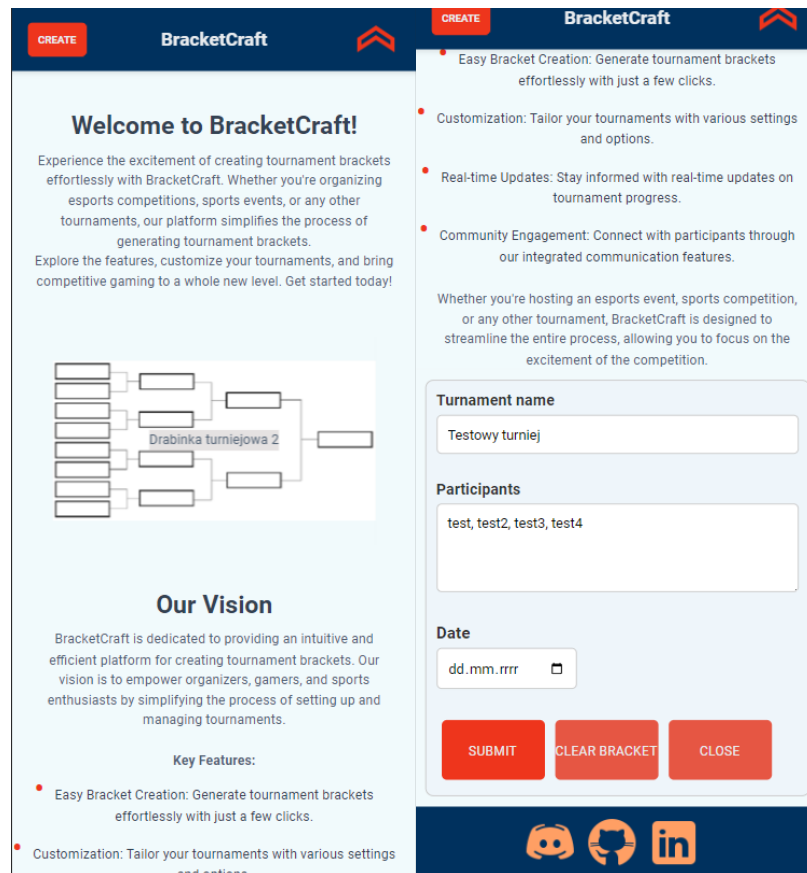 CREATE
BracketCraft
Welcome to BracketCraft!
Experience the excitement of creating tournament brackets
effortlessly with BracketCraft. Whether you're organizing
esports competitions, sports events, or any other
tournaments, our platform simplifies the process of
generating tournament brackets.
Explore the features, customize your tournaments, and bring
competitive gaming to a whole new level. Get started today!
Drabinka turniejowa 2
Our Vision
BracketCraft is dedicated to providing an intuitive and
efficient platform for creating tournament brackets. Our
vision is to empower organizers, gamers, and sports
enthusiasts by simplifying the process of setting up and
managing tournaments.
Key Features:
Easy Bracket Creation: Generate tournament brackets
effortlessly with just a few clicks.
Customization: Tailor your tournaments with various settings
and options.
CREATE
BracketCraft
Easy Bracket Creation: Generate tournament brackets
effortlessly with just a few clicks.
Customization: Tailor your tournaments with various settings
and options.
Real-time Updates: Stay informed with real-time updates on
tournament progress.
Community Engagement: Connect with participants through
our integrated communication features.
Whether you're hosting an esports event, sports competition,
or any other tournament, BracketCraft is designed to
streamline the entire process, allowing you to focus on the
excitement of the competition.
Turnament name
Testowy turniej
Participants
test, test2, test3, test4
Date
dd.mm.rrrr
SUBMIT
CLEAR BRACKET
CLOSE
in